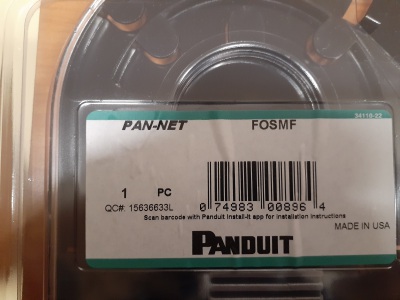 34110-22
PAN-NET FOSMF
1 PC
QC#: 15636633L
0 74983 00896 4
Scan barcode with Panduit Install-It app for installation instructions
MADE IN USA
PANDUIT